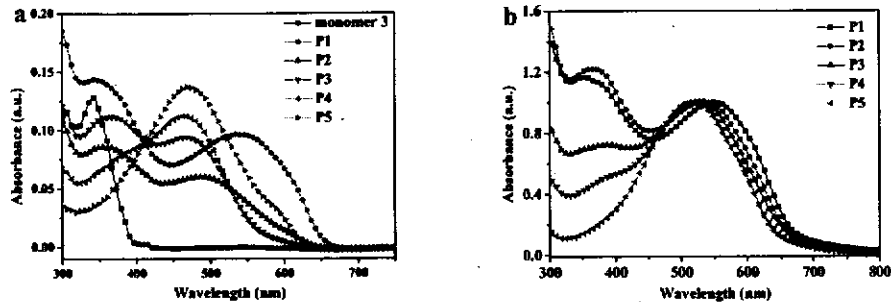 a
0.20
0.15
0.10
0.05
0.00
Absorbance (a.u.)
300
400
500
600
700
Wavelength (nm)
monomer 3
P1
P2
P3
P4
P5
b
1.6
1.2
0.8
0.4
0.0
Absorbance (a.u.)
300
400
500
600
700
800
Wavelength (nm)
P1
P2
P3
P4
P5